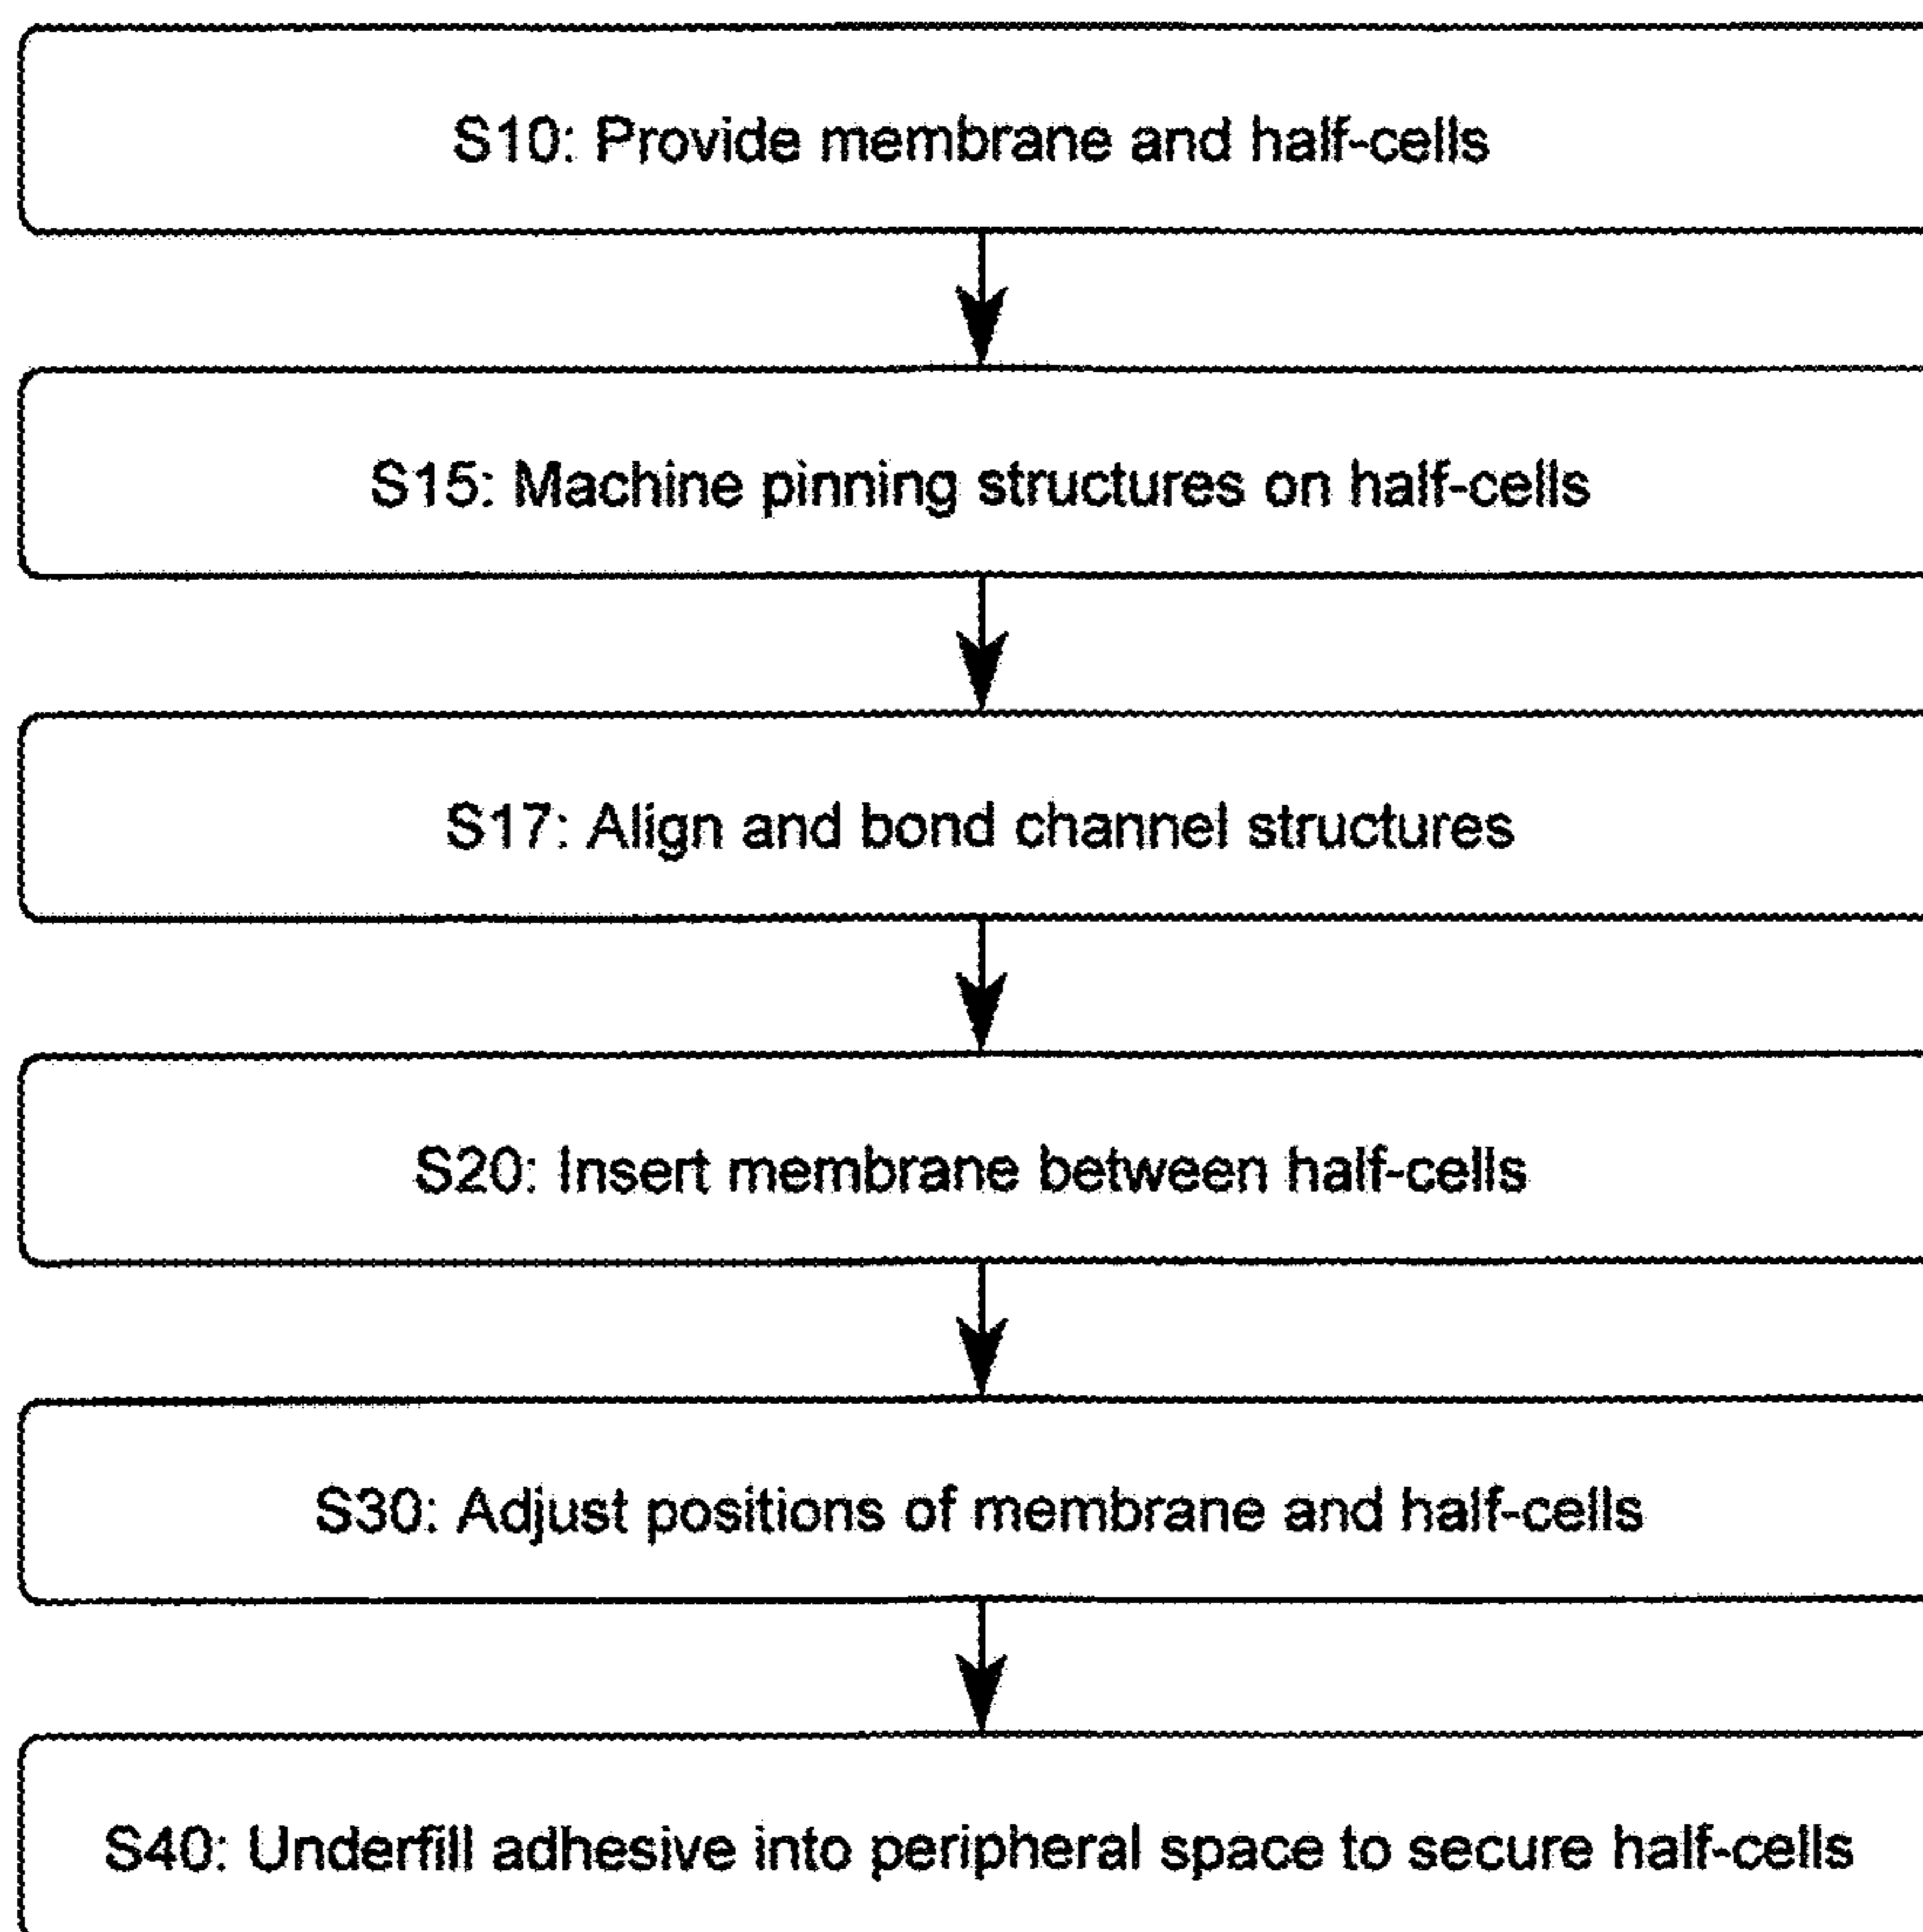 S10: Provide membrane and half-cells
S15: Machine pinning structures on half-cells
S17: Align and bond channel structures
S20: Insert membrane between half-cells
S30: Adjust positions of membrane and half-cells
S40: Underfill adhesive into peripheral space to secure half-cells